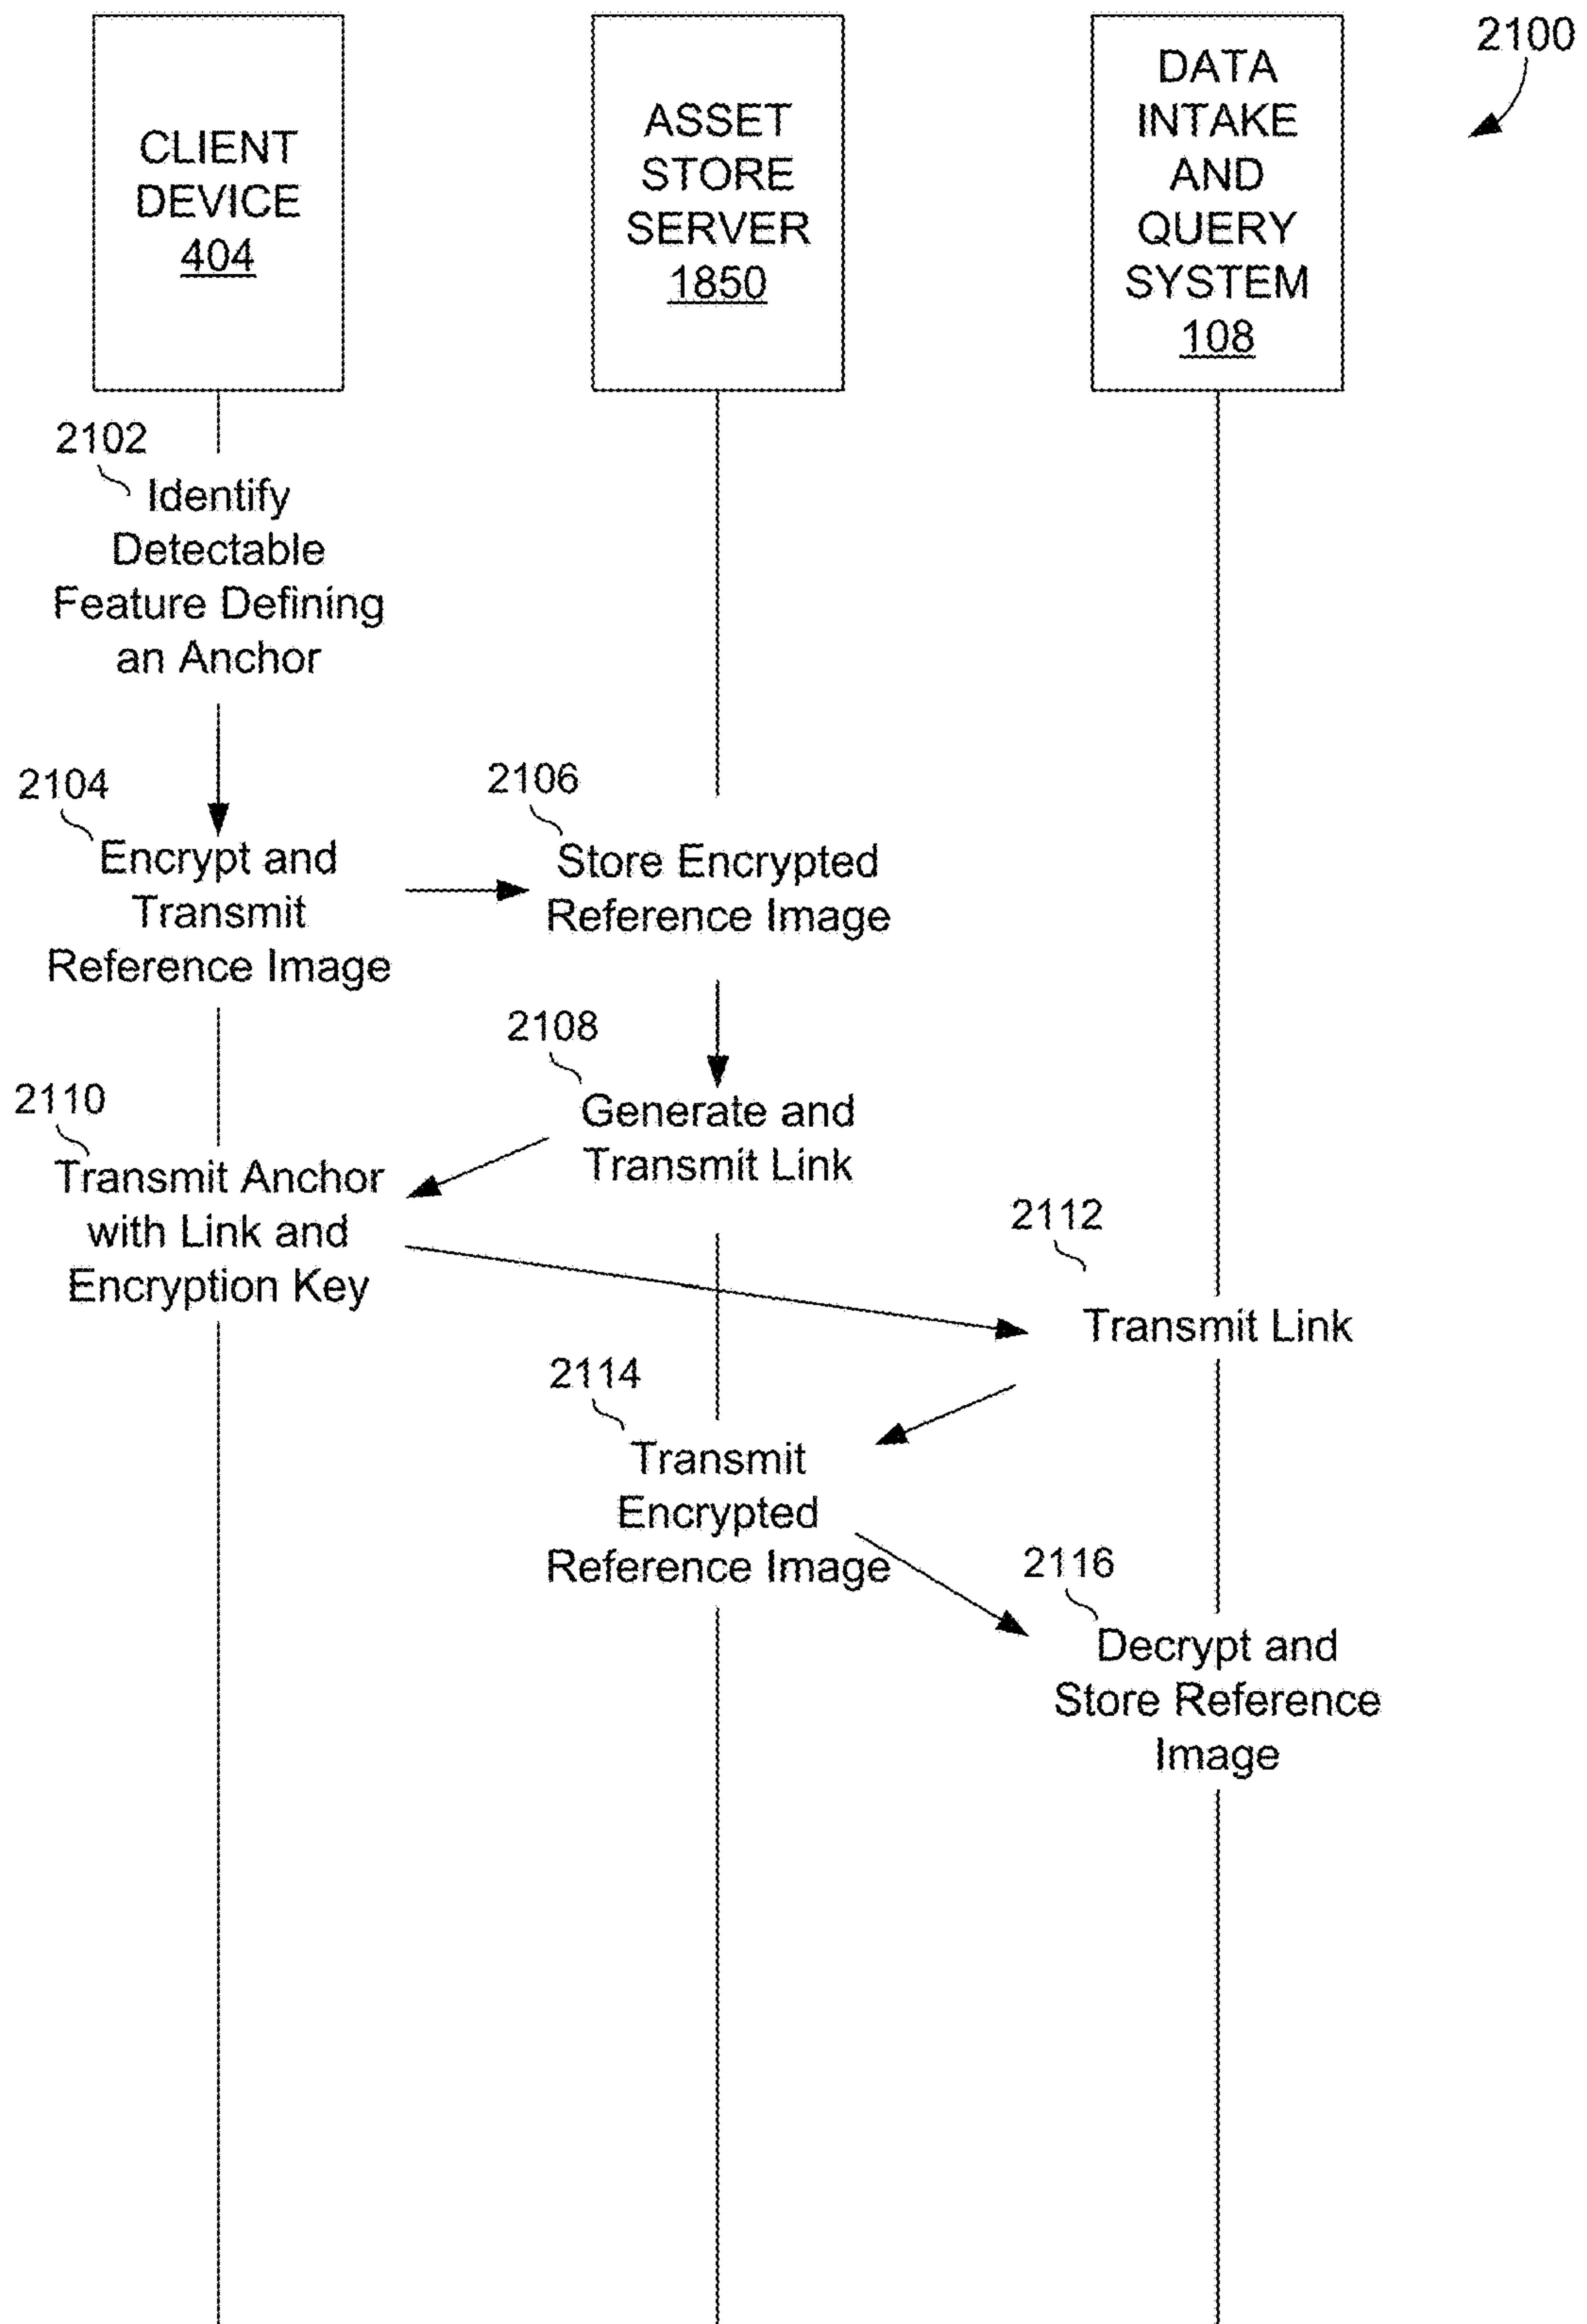 2100
CLIENT
DEVICE
404
ASSET
STORE
SERVER
1850
DATA
INTAKE
AND
QUERY
SYSTEM
108
2102
Identify
Detectable
Feature Defining
an Anchor
2104
Encrypt and
Transmit
Reference Image
2106
Store Encrypted
Reference Image
2108
Generate and
Transmit Link
2110
Transmit Anchor
with Link and
Encryption Key
2112
Transmit Link
2114
Transmit
Encrypted
Reference Image
2116
Decrypt and
Store Reference
Image